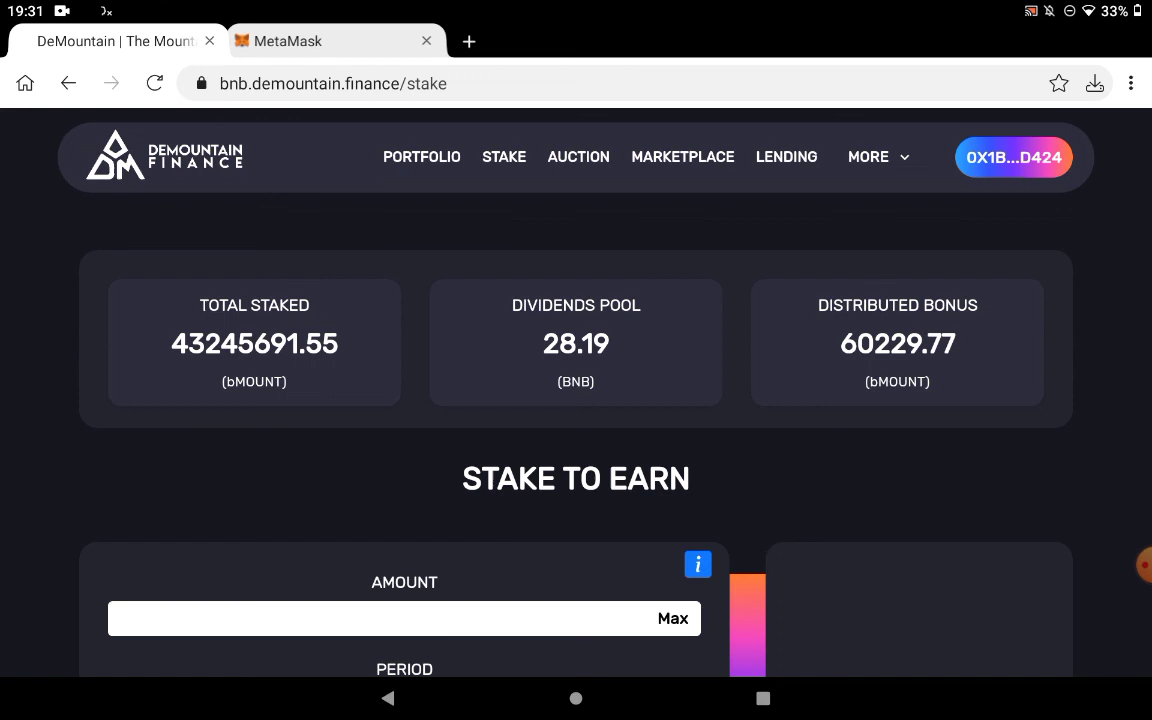 19:31 33%
DeMountain | The Mount MetaMask
bnb.demountain.finance/stake
DEMOUNTAIN
FINANCE
PORTFOLIO STAKE AUCTION MARKETPLACE LENDING MORE 0X1B...D424
TOTAL STAKED DIVIDENDS POOL DISTRIBUTED BONUS
43245691.55 28.19 60229.77
(bMOUNT) (BNB) (bMOUNT)
STAKE TO EARN
i
AMOUNT
Max
PERIOD